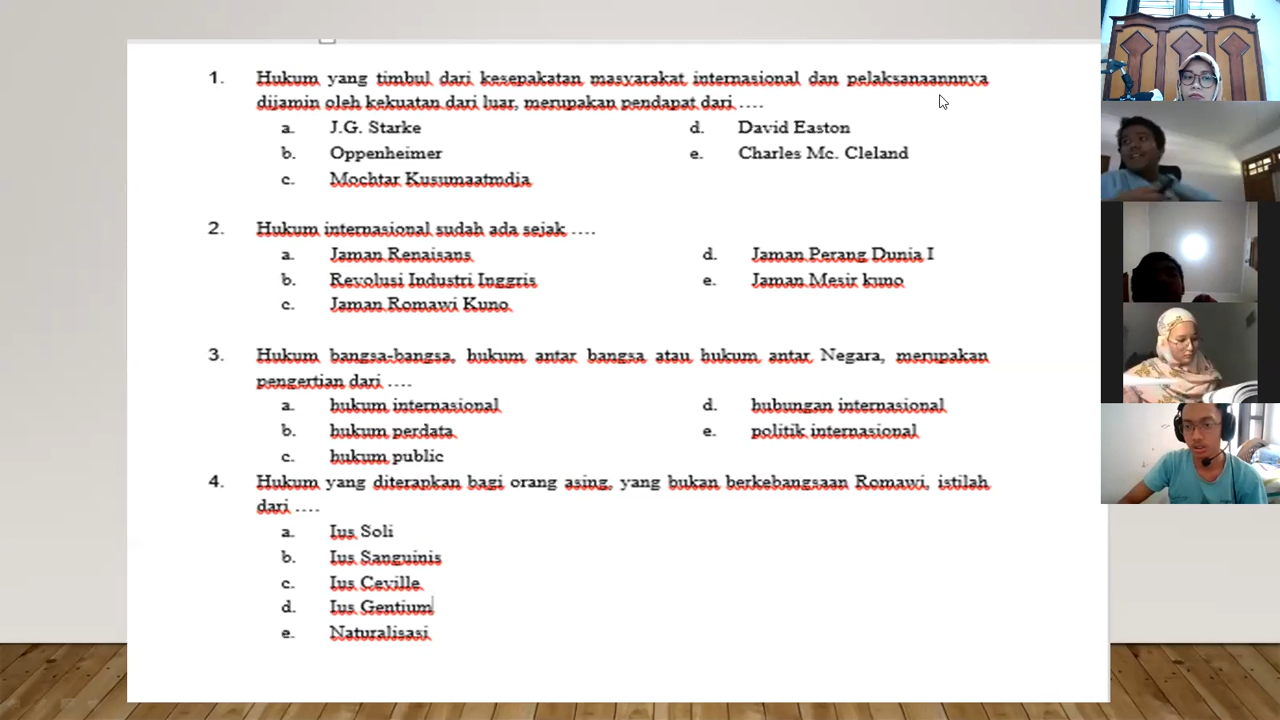 1. Hukum yang timbul dari kesepakatan masyarakat internasional dan pelaksanaannnya
dijamin oleh kekuatan dari luar, merupakan pendapat dari ….
a. J.G. Starke d. David Easton
b. Oppenheimer e. Charles Mc. Cleland
c. Mochtar Kusumaatmdja
2. Hukum internasional sudah ada sejak ….
a. Jaman Renaisans d. Jaman Perang Dunia I
b. Revolusi Industri Inggris e. Jaman Mesir kuno
c. Jaman Romawi Kuno
3. Hukum bangsa-bangsa, hukum antar bangsa atau hukum antar Negara, merupakan
pengertian dari ….
a. hukum internasional d. hubungan internasional
b. hukum perdata e. politik internasional
c. hukum public
4. Hukum yang diterapkan bagi orang asing, yang bukan berkebangsaan Romawi, istilah
dari ….
a. Ius Soli
b. Ius Sanguinis
c. Ius Ceville
d. Ius Gentium
e. Naturalisasi